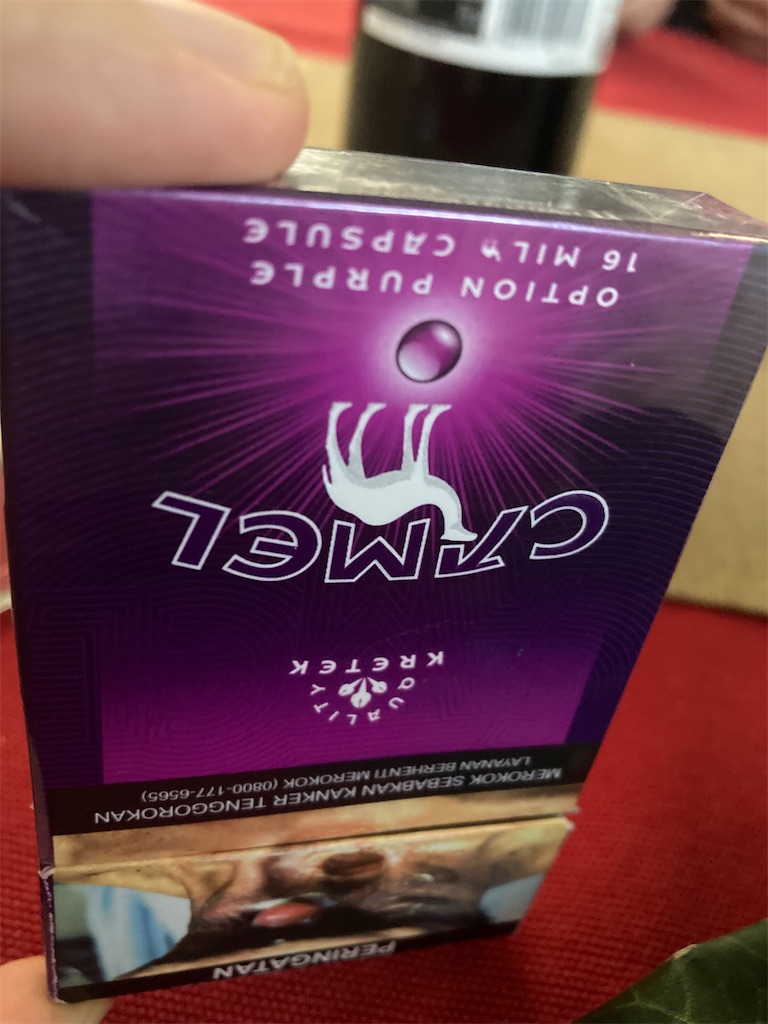 PERINGATAN
MEROKOK SEBABKAN KANKER TENGGOROKAN
LAYANAN BERHENTI MEROKOK (0800-177-6565)
QUALITY
KRETEK
CAMEL
OPTION PURPLE
16 MILD CAPSULE